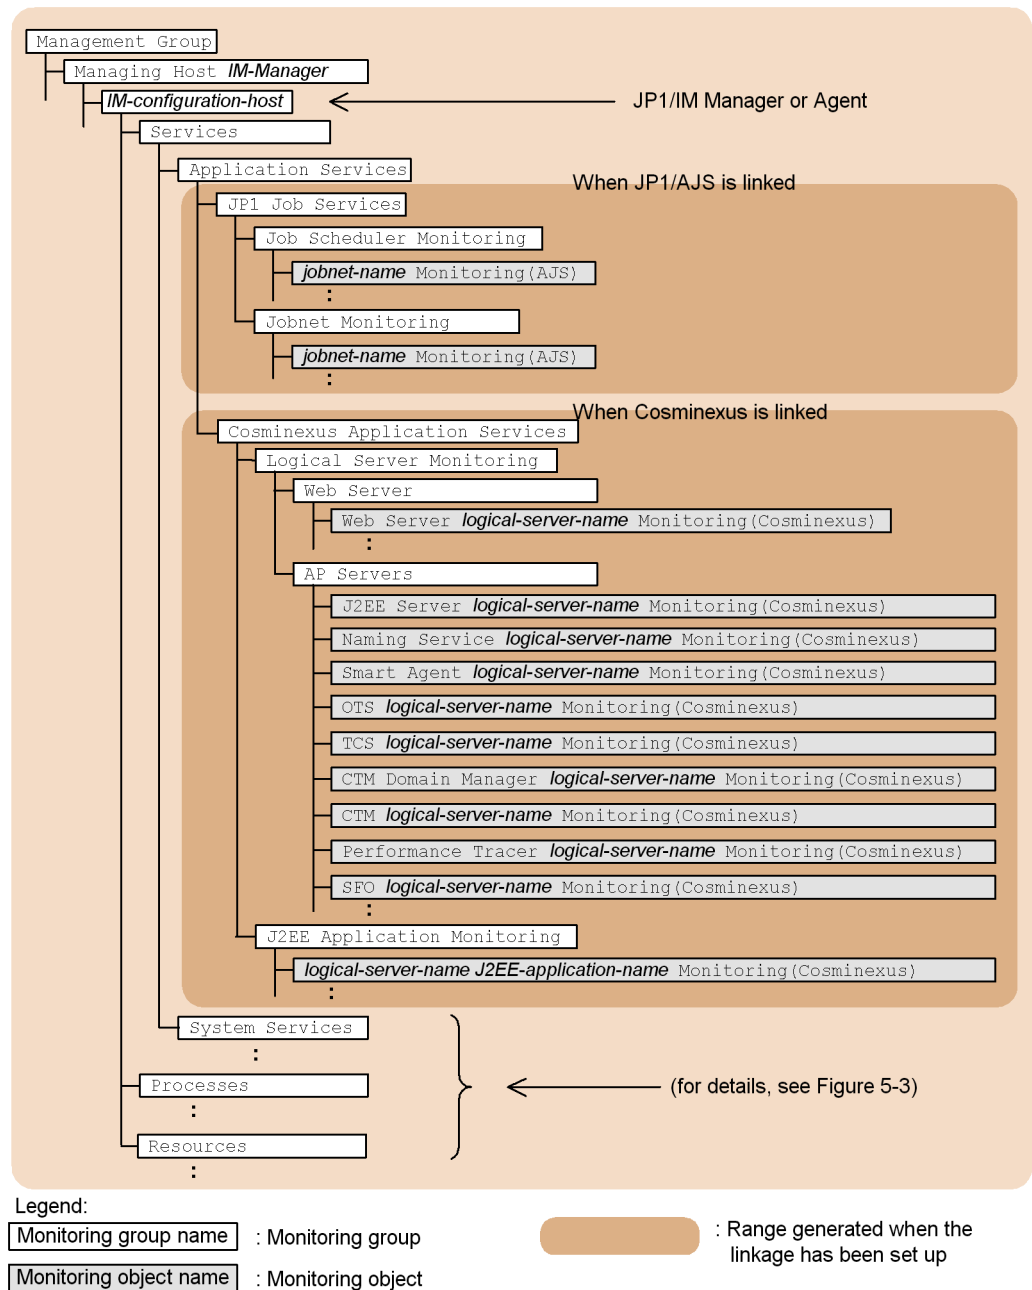 Management Group
Managing Host IM-Manager
IM-configuration-host
JP1/IM Manager or Agent
Services
Application Services
When JP1/AJS is linked
JP1 Job Services
Job Scheduler Monitoring
jobnet-name Monitoring(AJS)
:
Jobnet Monitoring
jobnet-name Monitoring(AJS)
:
When Cosminexus is linked
Cosminexus Application Services
Logical Server Monitoring
Web Server
Web Server logical-server-name Monitoring(Cosminexus)
:
AP Servers
J2EE Server logical-server-name Monitoring(Cosminexus)
Naming Service logical-server-name Monitoring(Cosminexus)
Smart Agent logical-server-name Monitoring(Cosminexus)
OTS logical-server-name Monitoring(Cosminexus)
TCS logical-server-name Monitoring(Cosminexus)
CTM Domain Manager logical-server-name Monitoring(Cosminexus)
CTM logical-server-name Monitoring(Cosminexus)
Performance Tracer logical-server-name Monitoring(Cosminexus)
SFO logical-server-name Monitoring(Cosminexus)
:
J2EE Application Monitoring
logical-server-name J2EE-application-name Monitoring(Cosminexus)
:
System Services
:
Processes
(for details, see Figure 5-3)
:
Resources
:
Legend:
Monitoring group name : Monitoring group
: Range generated when the
linkage has been set up
Monitoring object name : Monitoring object